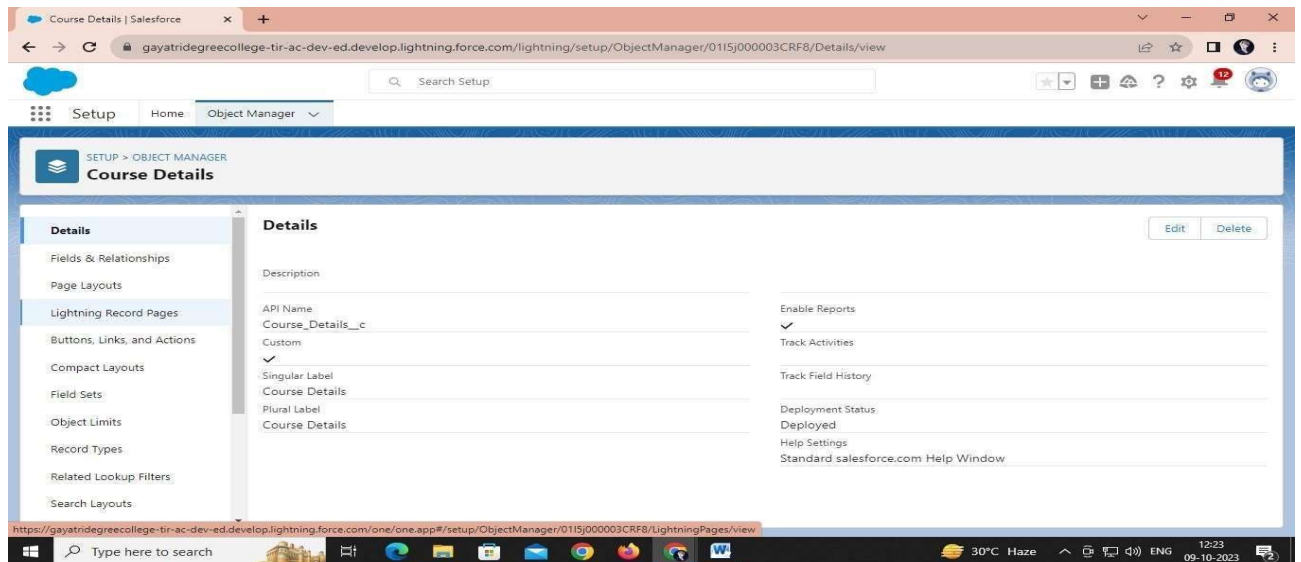 Course Details | Salesforce
gayatridegreecollege-tir-ac-dev-ed.develop.lightning.force.com/lightning/setup/ObjectManager/01I5j000003CRF8/Details/view
Search Setup
12
Setup Home Object Manager
SETUP > OBJECT MANAGER
Course Details
Details
Fields & Relationships
Page Layouts
Lightning Record Pages
Buttons, Links, and Actions
Compact Layouts
Field Sets
Object Limits
Record Types
Related Lookup Filters
Search Layouts
Details
Edit Delete
Description
API Name
Course_Details__c
Custom
Singular Label
Course Details
Plural Label
Course Details
Enable Reports
Track Activities
Track Field History
Deployment Status
Deployed
Help Settings
Standard salesforce.com Help Window
https://gayatridegreecollege-tir-ac-dev-ed.develop.lightning.force.com/one/one.app#/setup/ObjectManager/01I5j000003CRF8/LightningPages/view
Type here to search
W
30°C Haze
ENG
12:23
09-10-2023
2